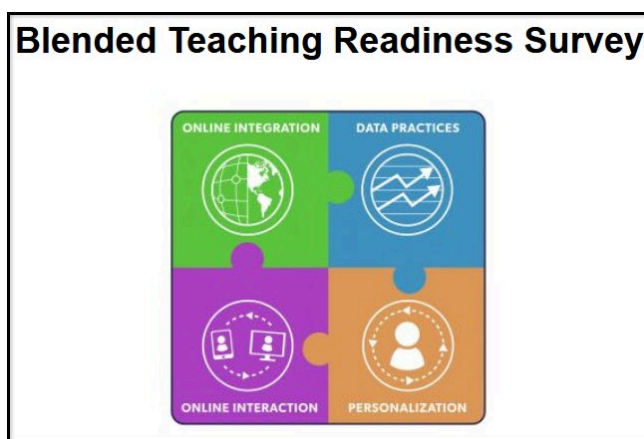 Blended Teaching Readiness Survey
ONLINE INTEGRATION
DATA PRACTICES
ONLINE INTERACTION
PERSONALIZATION